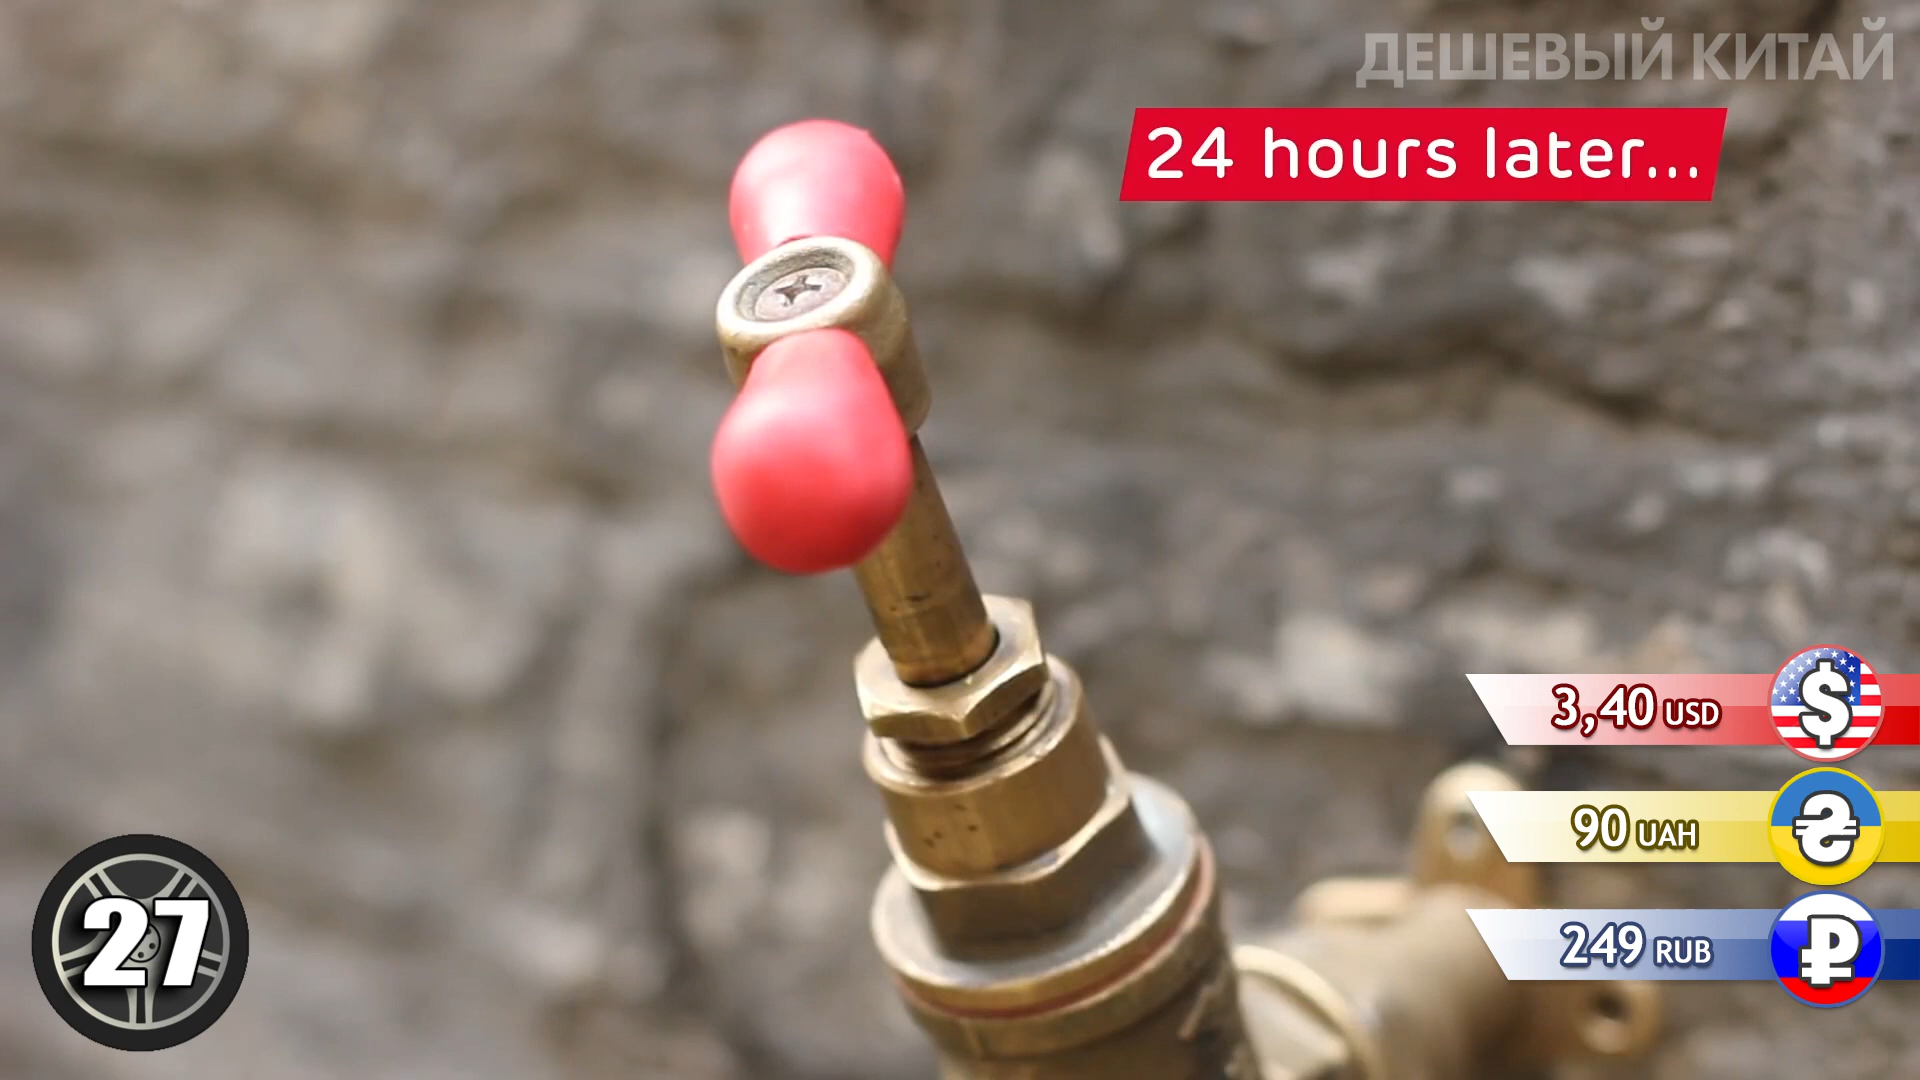 ДЕШЕВЫЙ КИТАЙ
24 hours later...
3,40 USD
$
90 UAH
₴
249 RUB
₽
27